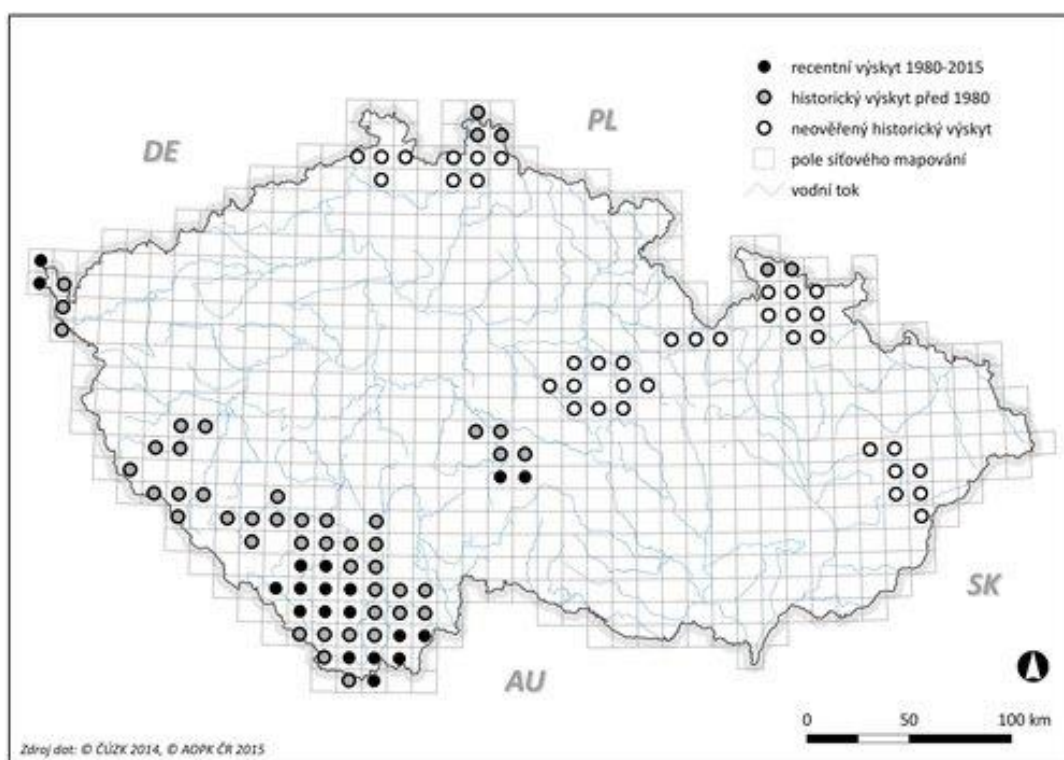 recentní výskyt 1980-2015
historický výskyt před 1980
neověřený historický výskyt
pole síťového mapování
vodní tok
DE
PL
SK
AU
0 50 100 km
Zdroj dat: © ČÚZK 2014, © AOPK ČR 2015